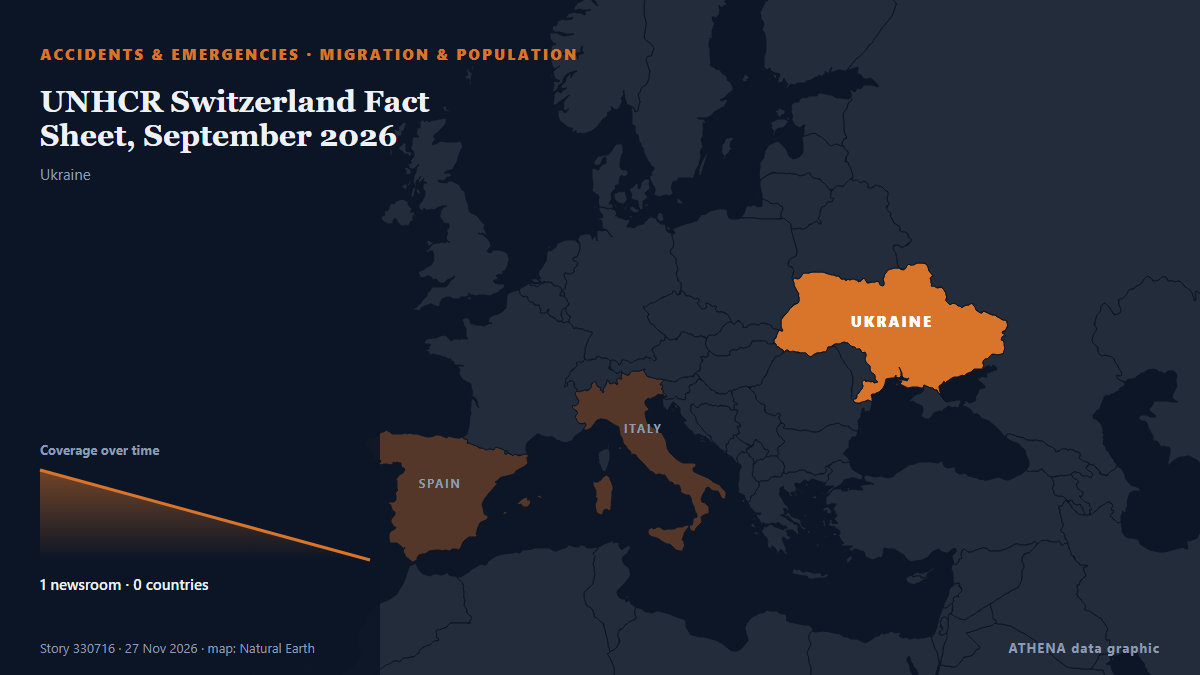 ACCIDENTS & EMERGENCIES · MIGRATION & POPULATION
UNHCR Switzerland Fact
Sheet, September 2026
Ukraine
UKRAINE
ITALY
SPAIN
Coverage over time
1 newsroom · 0 countries
Story 330716 · 27 Nov 2026 · map: Natural Earth
ATHENA data graphic